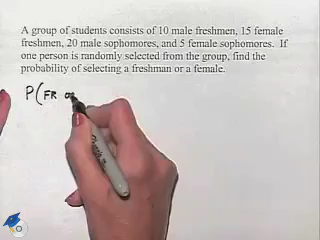 A group of students consists of 10 male freshmen, 15 female
freshmen, 20 male sophomores, and 5 female sophomores. If
one person is randomly selected from the group, find the
probability of selecting a freshman or a female.
P(FR or